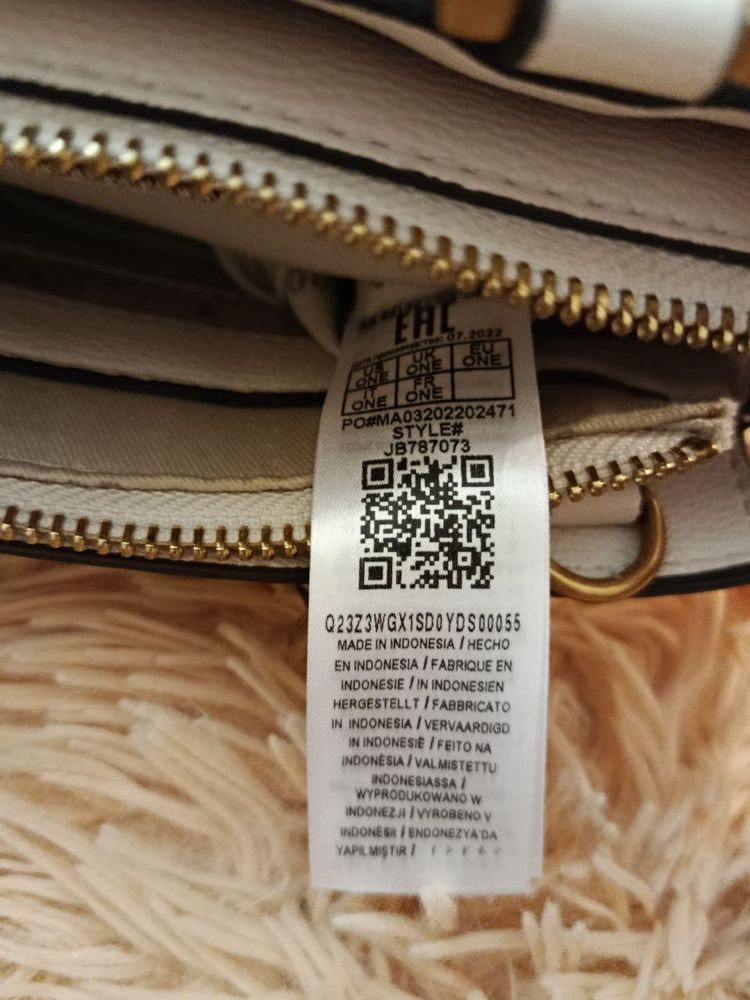 EAC
07.2022
US
ONE
UK
ONE
EU
ONE
IT
ONE
FR
ONE
PO#MA03202202471
STYLE#
JB787073
Q23Z3WGX1SD0YDS00055
MADE IN INDONESIA / HECHO
EN INDONESIA / FABRIQUE EN
INDONESIE / IN INDONESIEN
HERGESTELLT / FABBRICATO
IN INDONESIA / VERVAARDIGD
IN INDONESIË / FEITO NA
INDONÉSIA / VALMISTETTU
INDONESIASSA /
WYPRODUKOWANO W
INDONEZJI / VYROBENO V
INDONÉSII / ENDONEZYA'DA
YAPILMIŞTIR /